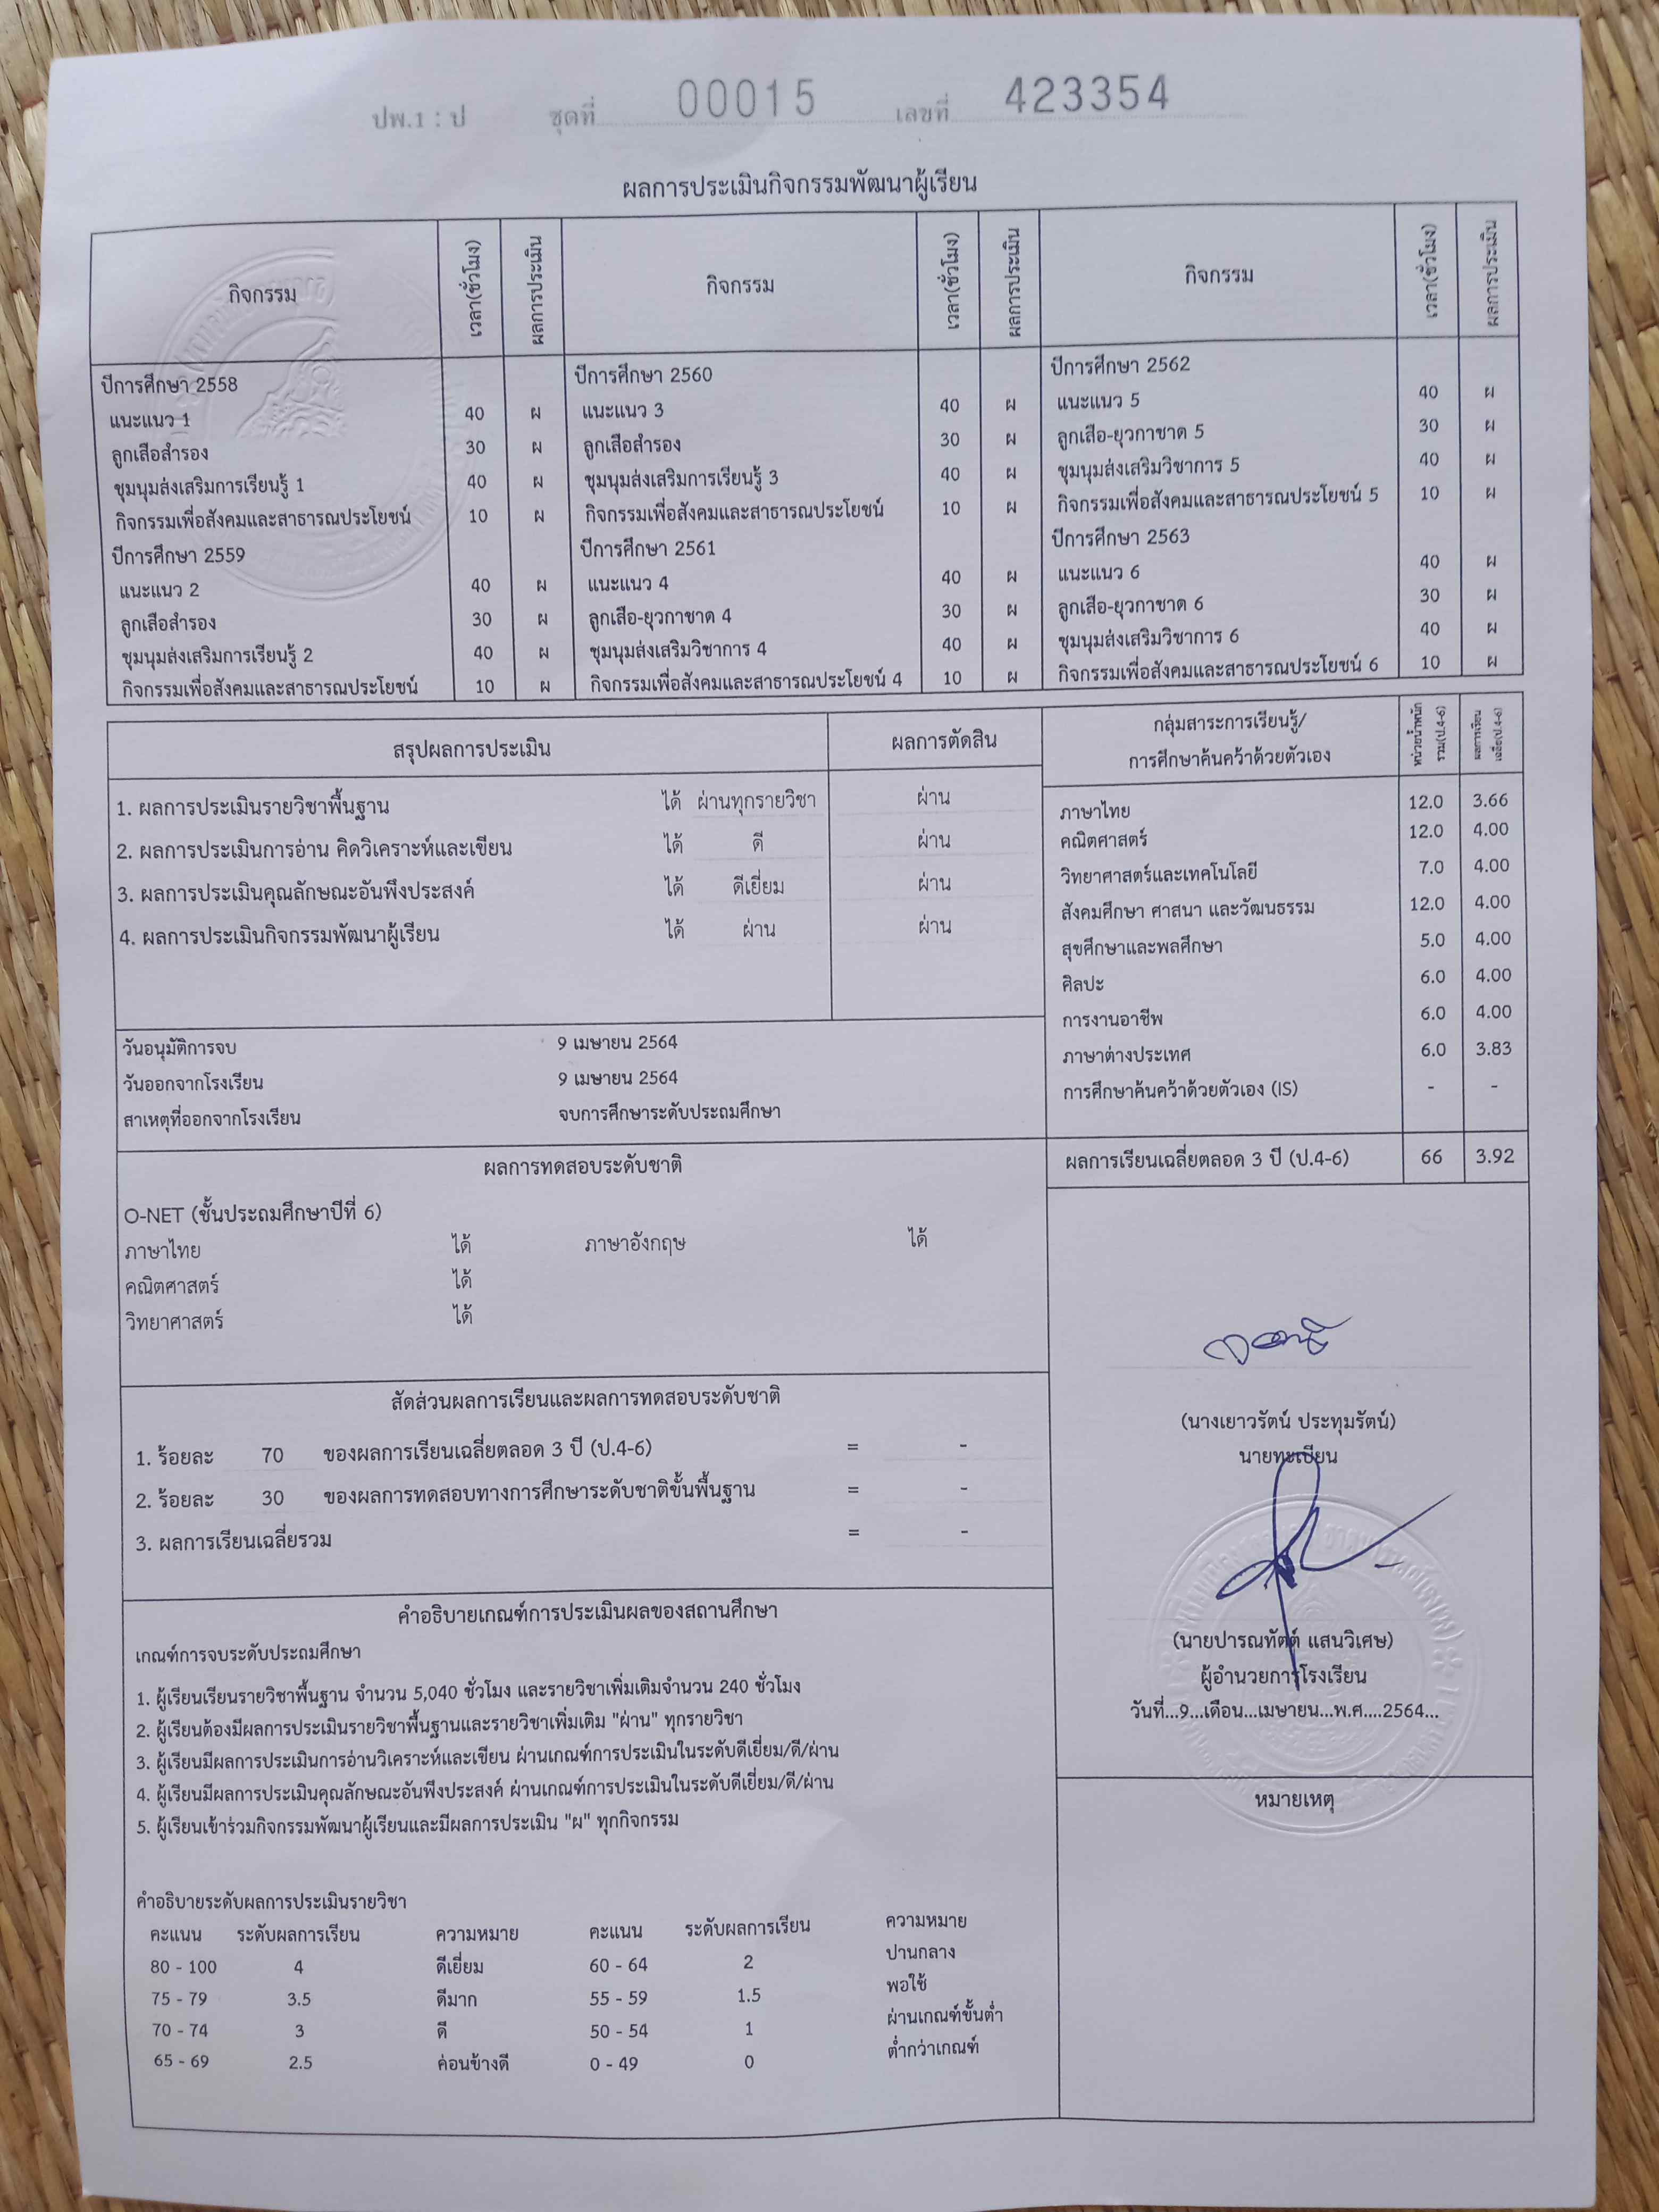 ปพ.1 : ป ชุดที่ 00015 เลขที่ 423354
ผลการประเมินกิจกรรมพัฒนาผู้เรียน
กิจกรรม เวลา(ชั่วโมง) ผลการประเมิน กิจกรรม เวลา(ชั่วโมง) ผลการประเมิน กิจกรรม เวลา(ชั่วโมง) ผลการประเมิน
ปีการศึกษา 2558 ปีการศึกษา 2560 ปีการศึกษา 2562
แนะแนว 1 40 ผ แนะแนว 3 40 ผ แนะแนว 5 40 ผ
ลูกเสือสำรอง 30 ผ ลูกเสือสำรอง 30 ผ ลูกเสือ-ยุวกาชาด 5 30 ผ
ชุมนุมส่งเสริมการเรียนรู้ 1 40 ผ ชุมนุมส่งเสริมการเรียนรู้ 3 40 ผ ชุมนุมส่งเสริมวิชาการ 5 40 ผ
กิจกรรมเพื่อสังคมและสาธารณประโยชน์ 10 ผ กิจกรรมเพื่อสังคมและสาธารณประโยชน์ 10 ผ กิจกรรมเพื่อสังคมและสาธารณประโยชน์ 5 10 ผ
ปีการศึกษา 2559 ปีการศึกษา 2561 ปีการศึกษา 2563
แนะแนว 2 40 ผ แนะแนว 4 40 ผ แนะแนว 6 40 ผ
ลูกเสือสำรอง 30 ผ ลูกเสือ-ยุวกาชาด 4 30 ผ ลูกเสือ-ยุวกาชาด 6 30 ผ
ชุมนุมส่งเสริมการเรียนรู้ 2 40 ผ ชุมนุมส่งเสริมวิชาการ 4 40 ผ ชุมนุมส่งเสริมวิชาการ 6 40 ผ
กิจกรรมเพื่อสังคมและสาธารณประโยชน์ 10 ผ กิจกรรมเพื่อสังคมและสาธารณประโยชน์ 4 10 ผ กิจกรรมเพื่อสังคมและสาธารณประโยชน์ 6 10 ผ
สรุปผลการประเมิน ผลการตัดสิน
1. ผลการประเมินรายวิชาพื้นฐาน ได้ ผ่านทุกรายวิชา ผ่าน
2. ผลการประเมินการอ่าน คิดวิเคราะห์และเขียน ได้ ดี ผ่าน
3. ผลการประเมินคุณลักษณะอันพึงประสงค์ ได้ ดีเยี่ยม ผ่าน
4. ผลการประเมินกิจกรรมพัฒนาผู้เรียน ได้ ผ่าน ผ่าน
วันอนุมัติการจบ 9 เมษายน 2564
วันออกจากโรงเรียน 9 เมษายน 2564
สาเหตุที่ออกจากโรงเรียน จบการศึกษาระดับประถมศึกษา
กลุ่มสาระการเรียนรู้/
การศึกษาค้นคว้าด้วยตัวเอง
หน่วยน้ำหนัก
รวม(ป.4-6)
ผลการเรียน
เฉลี่ย(ป.4-6)
ภาษาไทย 12.0 3.66
คณิตศาสตร์ 12.0 4.00
วิทยาศาสตร์และเทคโนโลยี 7.0 4.00
สังคมศึกษา ศาสนา และวัฒนธรรม 12.0 4.00
สุขศึกษาและพลศึกษา 5.0 4.00
ศิลปะ 6.0 4.00
การงานอาชีพ 6.0 4.00
ภาษาต่างประเทศ 6.0 3.83
การศึกษาค้นคว้าด้วยตัวเอง (IS) - -
ผลการเรียนเฉลี่ยตลอด 3 ปี (ป.4-6) 66 3.92
ผลการทดสอบระดับชาติ
O-NET (ชั้นประถมศึกษาปีที่ 6)
ภาษาไทย ได้ ภาษาอังกฤษ ได้
คณิตศาสตร์ ได้
วิทยาศาสตร์ ได้
สัดส่วนผลการเรียนและผลการทดสอบระดับชาติ
1. ร้อยละ 70 ของผลการเรียนเฉลี่ยตลอด 3 ปี (ป.4-6) = -
2. ร้อยละ 30 ของผลการทดสอบทางการศึกษาระดับชาติขั้นพื้นฐาน = -
3. ผลการเรียนเฉลี่ยรวม = -
คำอธิบายเกณฑ์การประเมินผลของสถานศึกษา
เกณฑ์การจบระดับประถมศึกษา
1. ผู้เรียนเรียนรายวิชาพื้นฐาน จำนวน 5,040 ชั่วโมง และรายวิชาเพิ่มเติมจำนวน 240 ชั่วโมง
2. ผู้เรียนต้องมีผลการประเมินรายวิชาพื้นฐานและรายวิชาเพิ่มเติม "ผ่าน" ทุกรายวิชา
3. ผู้เรียนมีผลการประเมินการอ่านวิเคราะห์และเขียน ผ่านเกณฑ์การประเมินในระดับดีเยี่ยม/ดี/ผ่าน
4. ผู้เรียนมีผลการประเมินคุณลักษณะอันพึงประสงค์ ผ่านเกณฑ์การประเมินในระดับดีเยี่ยม/ดี/ผ่าน
5. ผู้เรียนเข้าร่วมกิจกรรมพัฒนาผู้เรียนและมีผลการประเมิน "ผ" ทุกกิจกรรม
คำอธิบายระดับผลการประเมินรายวิชา
คะแนน ระดับผลการเรียน ความหมาย คะแนน ระดับผลการเรียน ความหมาย
80 - 100 4 ดีเยี่ยม 60 - 64 2 ปานกลาง
75 - 79 3.5 ดีมาก 55 - 59 1.5 พอใช้
70 - 74 3 ดี 50 - 54 1 ผ่านเกณฑ์ขั้นต่ำ
65 - 69 2.5 ค่อนข้างดี 0 - 49 0 ต่ำกว่าเกณฑ์
(นางเยาวรัตน์ ประทุมรัตน์)
นายทะเบียน
(นายปารณทัตต์ แสนวิเศษ)
ผู้อำนวยการโรงเรียน
วันที่...9...เดือน...เมษายน...พ.ศ....2564...
หมายเหตุ